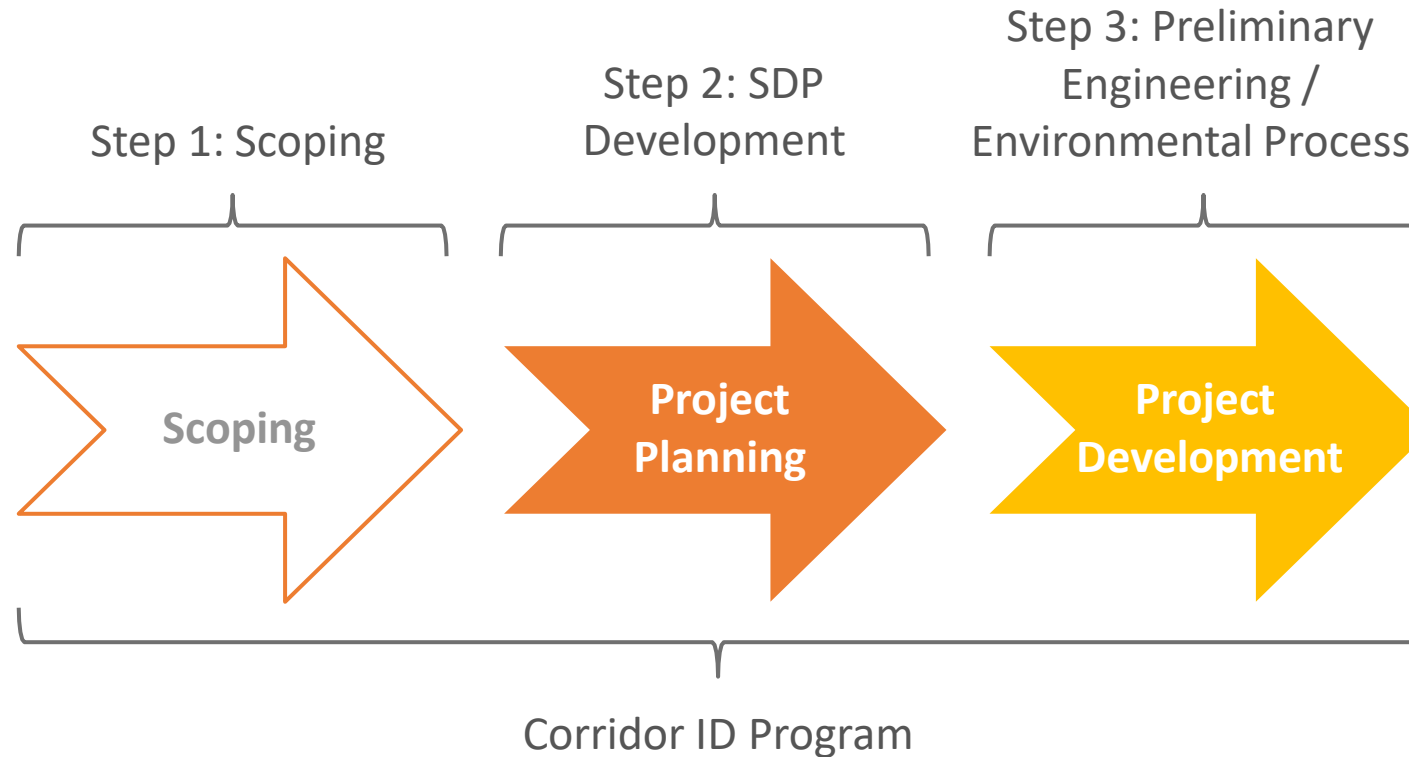 Step 1: Scoping
Step 2: SDP
Development
Step 3: Preliminary
Engineering /
Environmental Process
Scoping
Project
Planning
Project
Development
Corridor ID Program